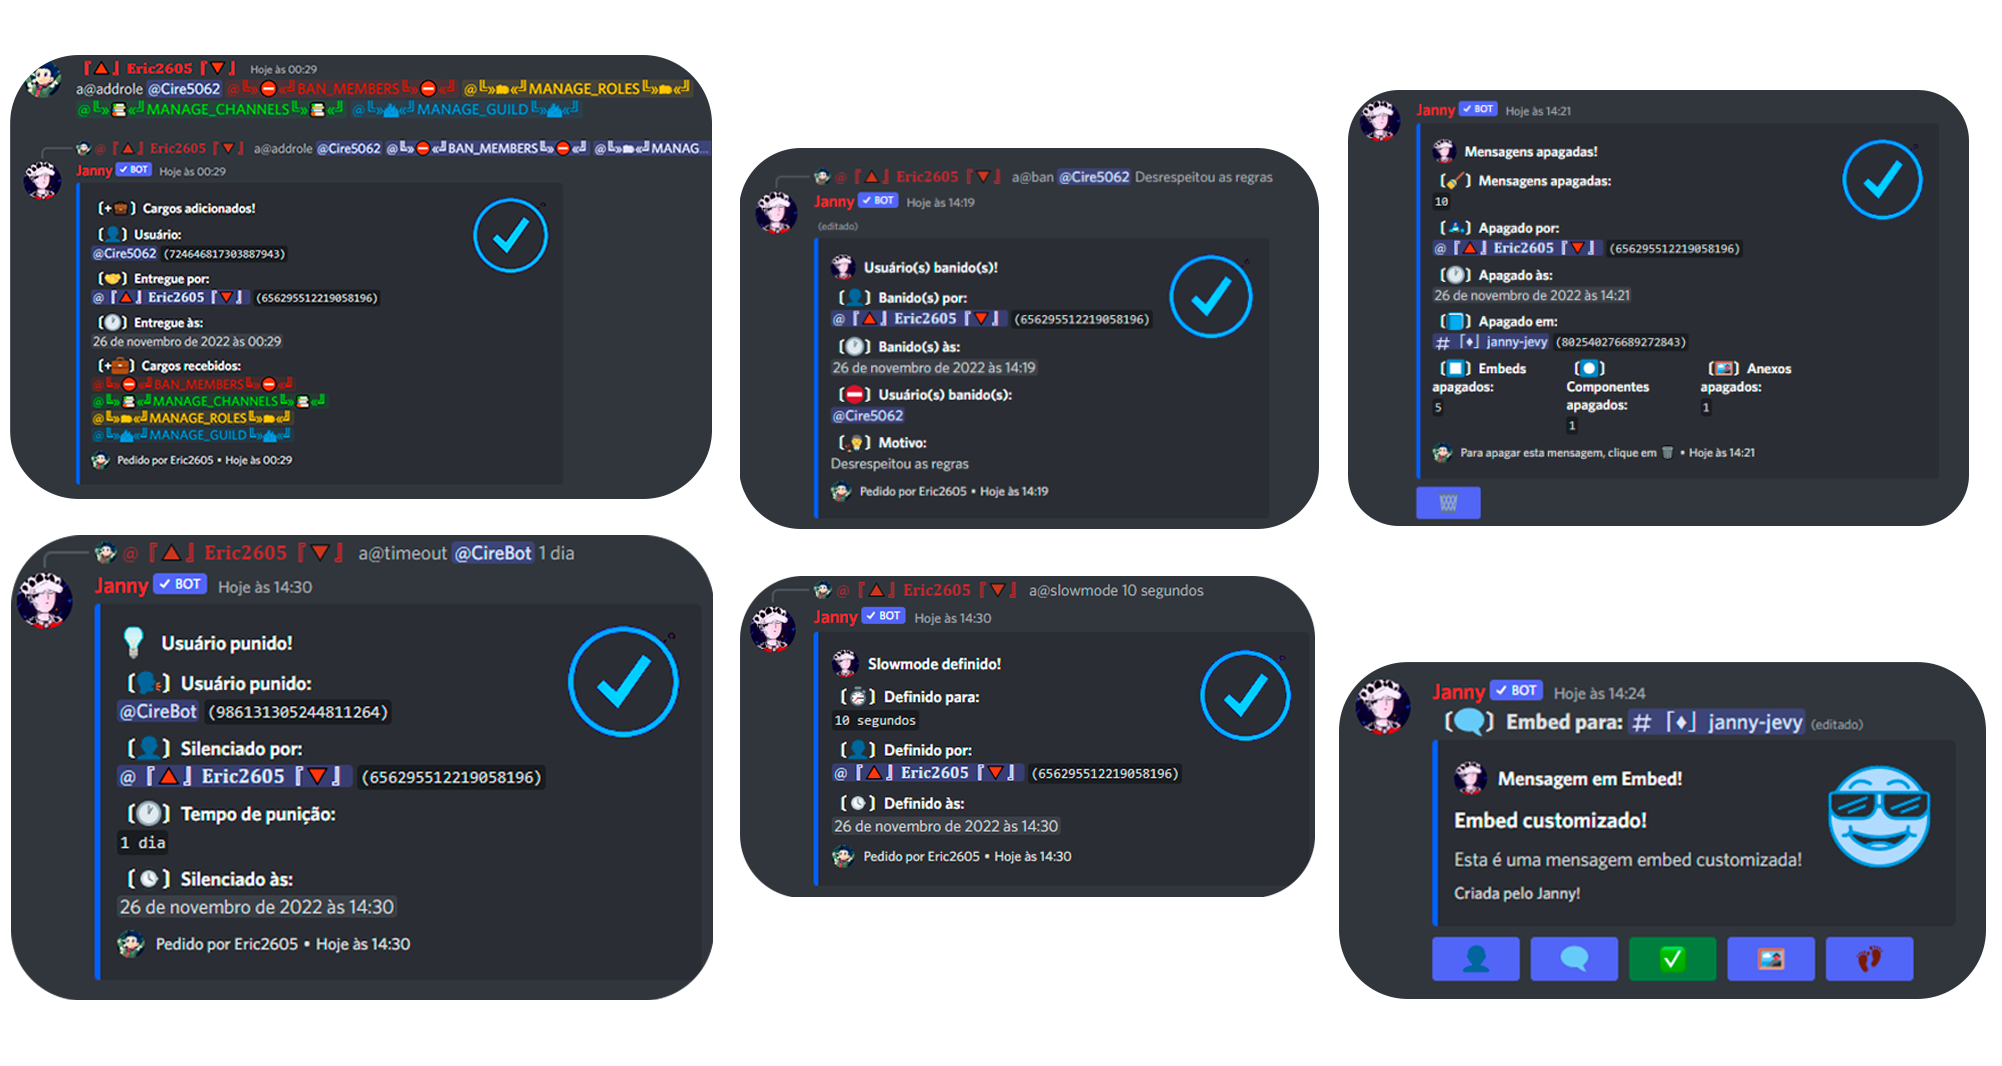 『🔺』Eric2605『🔻』 Hoje às 00:29
a@addrole @Cire5062 @╚»⛔«╝BAN_MEMBERS╚»⛔«╝ @╚»«╝MANAGE_ROLES╚»«╝
@╚»📚«╝MANAGE_CHANNELS╚»📚«╝ @╚»«╝MANAGE_GUILD╚»«╝
@『🔺』Eric2605『🔻』 a@addrole @Cire5062 @╚»⛔«╝BAN_MEMBERS╚»⛔«╝ @╚»«╝MANAG...
Janny ✓ BOT Hoje às 00:29
[+💼] Cargos adicionados!
[👤] Usuário:
@Cire5062 (724646817303887943)
[🤝] Entregue por:
@『🔺』Eric2605『🔻』 (656295512219058196)
[🕐] Entregue às:
26 de novembro de 2022 às 00:29
[+💼] Cargos recebidos:
@╚»⛔«╝BAN_MEMBERS╚»⛔«╝
@╚»📚«╝MANAGE_CHANNELS╚»📚«╝
@╚»«╝MANAGE_ROLES╚»«╝
@╚»«╝MANAGE_GUILD╚»«╝
Pedido por Eric2605 • Hoje às 00:29
@『🔺』Eric2605『🔻』 a@ban @Cire5062 Desrespeitou as regras
Janny ✓ BOT Hoje às 14:19
(editado)
Usuário(s) banido(s)!
[👤] Banido(s) por:
@『🔺』Eric2605『🔻』 (656295512219058196)
[🕐] Banido(s) às:
26 de novembro de 2022 às 14:19
[⛔] Usuário(s) banido(s):
@Cire5062
[] Motivo:
Desrespeitou as regras
Pedido por Eric2605 • Hoje às 14:19
Janny ✓ BOT Hoje às 14:21
Mensagens apagadas!
[🧹] Mensagens apagadas:
10
[] Apagado por:
@『🔺』Eric2605『🔻』 (656295512219058196)
[🕐] Apagado às:
26 de novembro de 2022 às 14:21
[📘] Apagado em:
# 「♦」janny-jevy (802540276689272843)
[] Embeds apagados:
5
[] Componentes apagados:
1
[🖼] Anexos apagados:
1
Para apagar esta mensagem, clique em 🗑 • Hoje às 14:21
@『🔺』Eric2605『🔻』 a@timeout @CireBot 1 dia
Janny ✓ BOT Hoje às 14:30
Usuário punido!
[🗣] Usuário punido:
@CireBot (986131305244811264)
[👤] Silenciado por:
@『🔺』Eric2605『🔻』 (656295512219058196)
[🕐] Tempo de punição:
1 dia
[🕓] Silenciado às:
26 de novembro de 2022 às 14:30
Pedido por Eric2605 • Hoje às 14:30
@『🔺』Eric2605『🔻』 a@slowmode 10 segundos
Janny ✓ BOT Hoje às 14:30
Slowmode definido!
[⏱] Definido para:
10 segundos
[👤] Definido por:
@『🔺』Eric2605『🔻』 (656295512219058196)
[🕓] Definido às:
26 de novembro de 2022 às 14:30
Pedido por Eric2605 • Hoje às 14:30
Janny ✓ BOT Hoje às 14:24
[🗨] Embed para: # 「♦」janny-jevy (editado)
Mensagem em Embed!
Embed customizado!
Esta é uma mensagem embed customizada!
Criada pelo Janny!